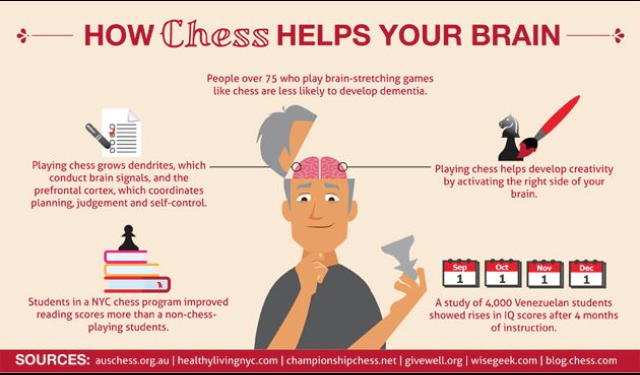 HOW Chess HELPS YOUR BRAIN
People over 75 who play brain-stretching games
like chess are less likely to develop dementia.
Playing chess grows dendrites, which
conduct brain signals, and the
prefrontal cortex, which coordinates
planning, judgement and self-control.
Playing chess helps develop creativity
by activating the right side of your
brain.
Students in a NYC chess program improved
reading scores more than a non-chess-
playing students.
Sep Oct Nov Dec
1 1 1 1
A study of 4,000 Venezuelan students
showed rises in IQ scores after 4 months
of instruction.
SOURCES: auschess.org.au | healthylivingnyc.com | championshipchess.net | givewell.org | wisegeek.com | blog.chess.com